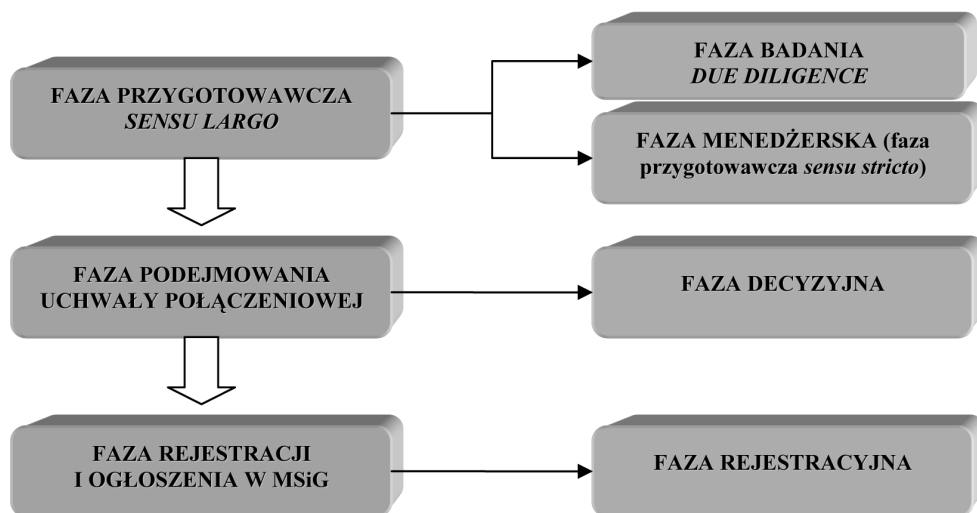 FAZA PRZYGOTOWAWCZA
SENSU LARGO
FAZA BADANIA
DUE DILIGENCE
FAZA MENEDŻERSKA (faza
przygotowawcza sensu stricto)
FAZA PODEJMOWANIA
UCHWAŁY POŁĄCZENIOWEJ
FAZA DECYZYJNA
FAZA REJESTRACJI
I OGŁOSZENIA W MSiG
FAZA REJESTRACYJNA